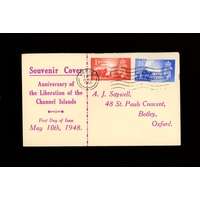 Souvenir Cover
Anniversary of
the Liberation of the
Channel Islands
First Day of Issue
May 10th, 1948.
A. J. Saywell,
48 St. Pauls Crescent,
Botley,
Oxford.